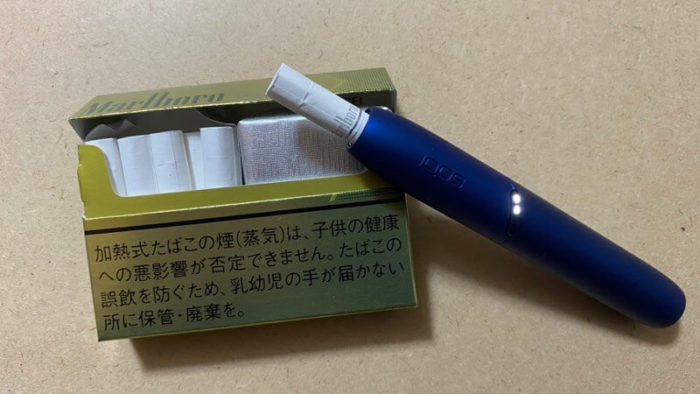 Marlboro
Marlboro
IQOS
加熱式たばこの煙(蒸気)は、子供の健康
への悪影響が否定できません。たばこの
誤飲を防ぐため、乳幼児の手が届かない
所に保管・廃棄を。